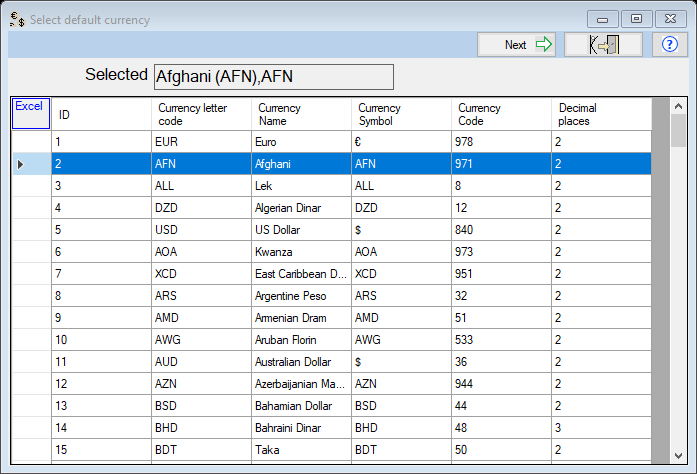 Select default currency
Next
Selected Afghani (AFN),AFN
Excel ID Currency letter code Currency Name Currency Symbol Currency Code Decimal places
1 EUR Euro € 978 2
2 AFN Afghani AFN 971 2
3 ALL Lek ALL 8 2
4 DZD Algerian Dinar DZD 12 2
5 USD US Dollar $ 840 2
6 AOA Kwanza AOA 973 2
7 XCD East Caribbean D... XCD 951 2
8 ARS Argentine Peso ARS 32 2
9 AMD Armenian Dram AMD 51 2
10 AWG Aruban Florin AWG 533 2
11 AUD Australian Dollar $ 36 2
12 AZN Azerbaijanian Ma... AZN 944 2
13 BSD Bahamian Dollar BSD 44 2
14 BHD Bahraini Dinar BHD 48 3
15 BDT Taka BDT 50 2